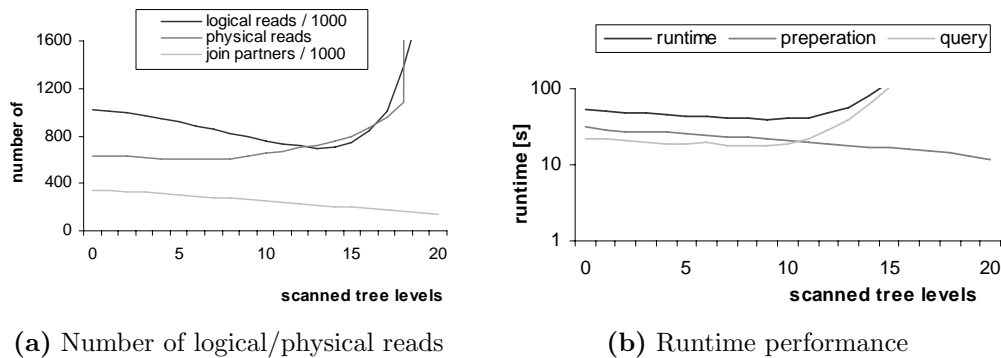 logical reads / 1000
physical reads
join partners / 1000
number of
1600
1200
800
400
0
0 5 10 15 20
scanned tree levels
(a) Number of logical/physical reads
runtime preperation query
runtime [s]
100
10
1
0 5 10 15 20
scanned tree levels
(b) Runtime performance